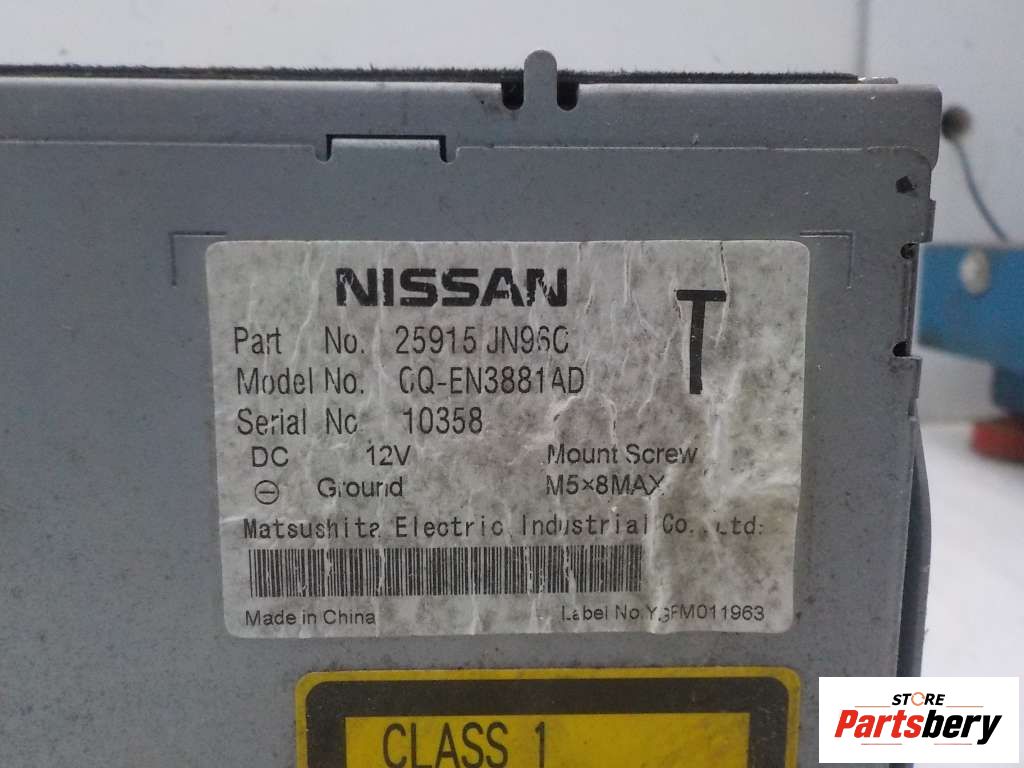 NISSAN
T
Part No. 25915 JN96C
Model No. CQ-EN3881AD
Serial No. 10358
DC 12V Mount Screw
Ground M5×8MAX
Matsushita Electric Industrial Co., Ltd.
Made in China Label No.
CLASS 1
STORE
Partsbery